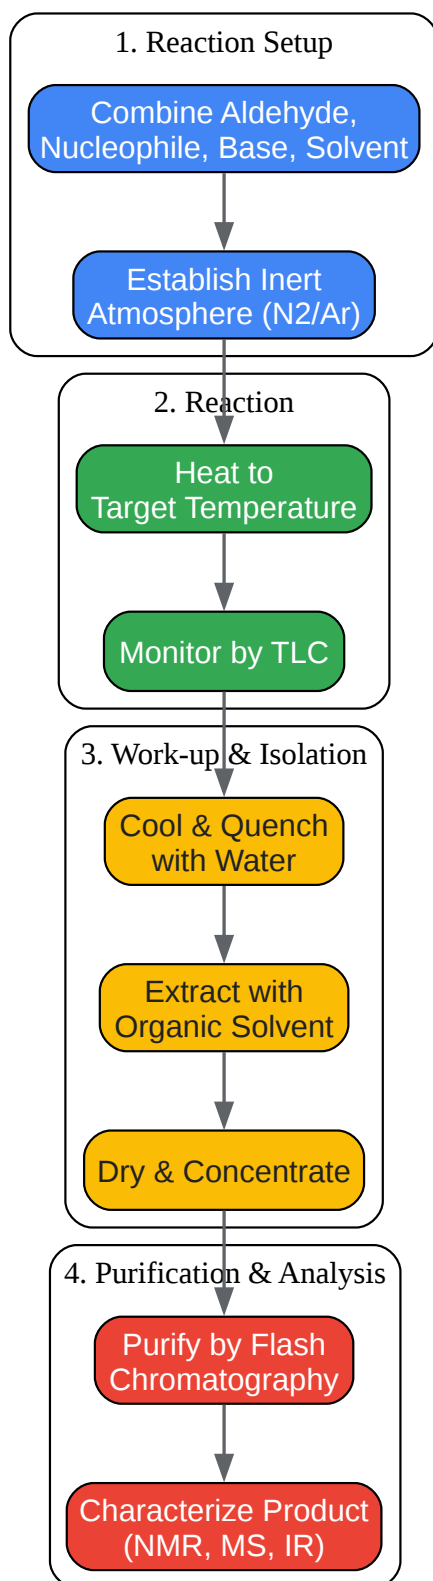 1. Reaction Setup
Combine Aldehyde,
Nucleophile, Base, Solvent
Establish Inert
Atmosphere (N2/Ar)
2. Reaction
Heat to
Target Temperature
Monitor by TLC
3. Work-up & Isolation
Cool & Quench
with Water
Extract with
Organic Solvent
Dry & Concentrate
4. Purification & Analysis
Purify by Flash
Chromatography
Characterize Product
(NMR, MS, IR)